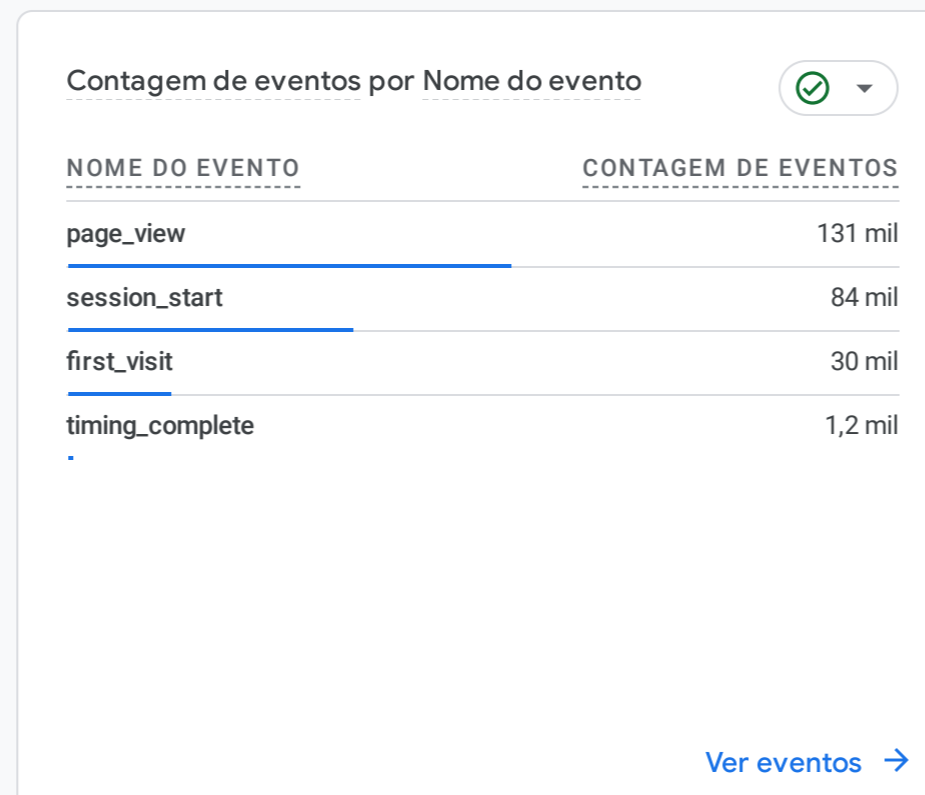 Contagem de eventos por Nome do evento
NOME DO EVENTO CONTAGEM DE EVENTOS
page_view 131 mil
session_start 84 mil
first_visit 30 mil
timing_complete 1,2 mil
Ver eventos